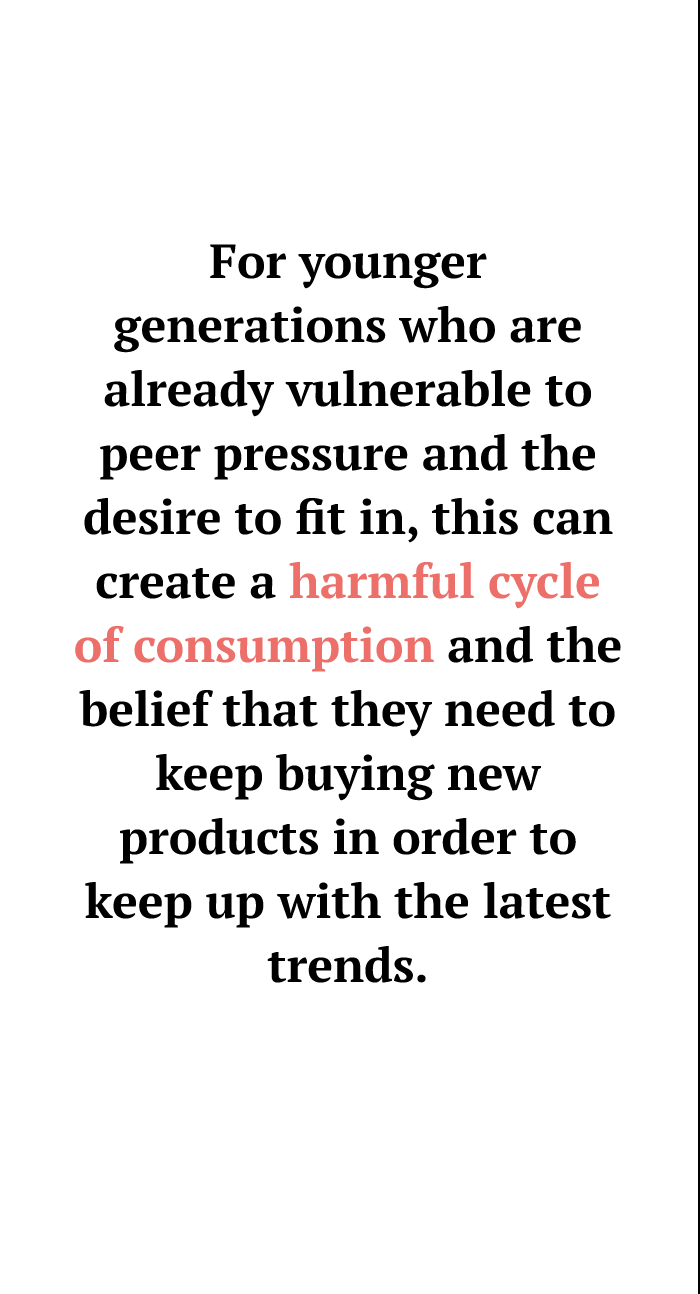 For younger
generations who are
already vulnerable to
peer pressure and the
desire to fit in, this can
create a harmful cycle
of consumption and the
belief that they need to
keep buying new
products in order to
keep up with the latest
trends.